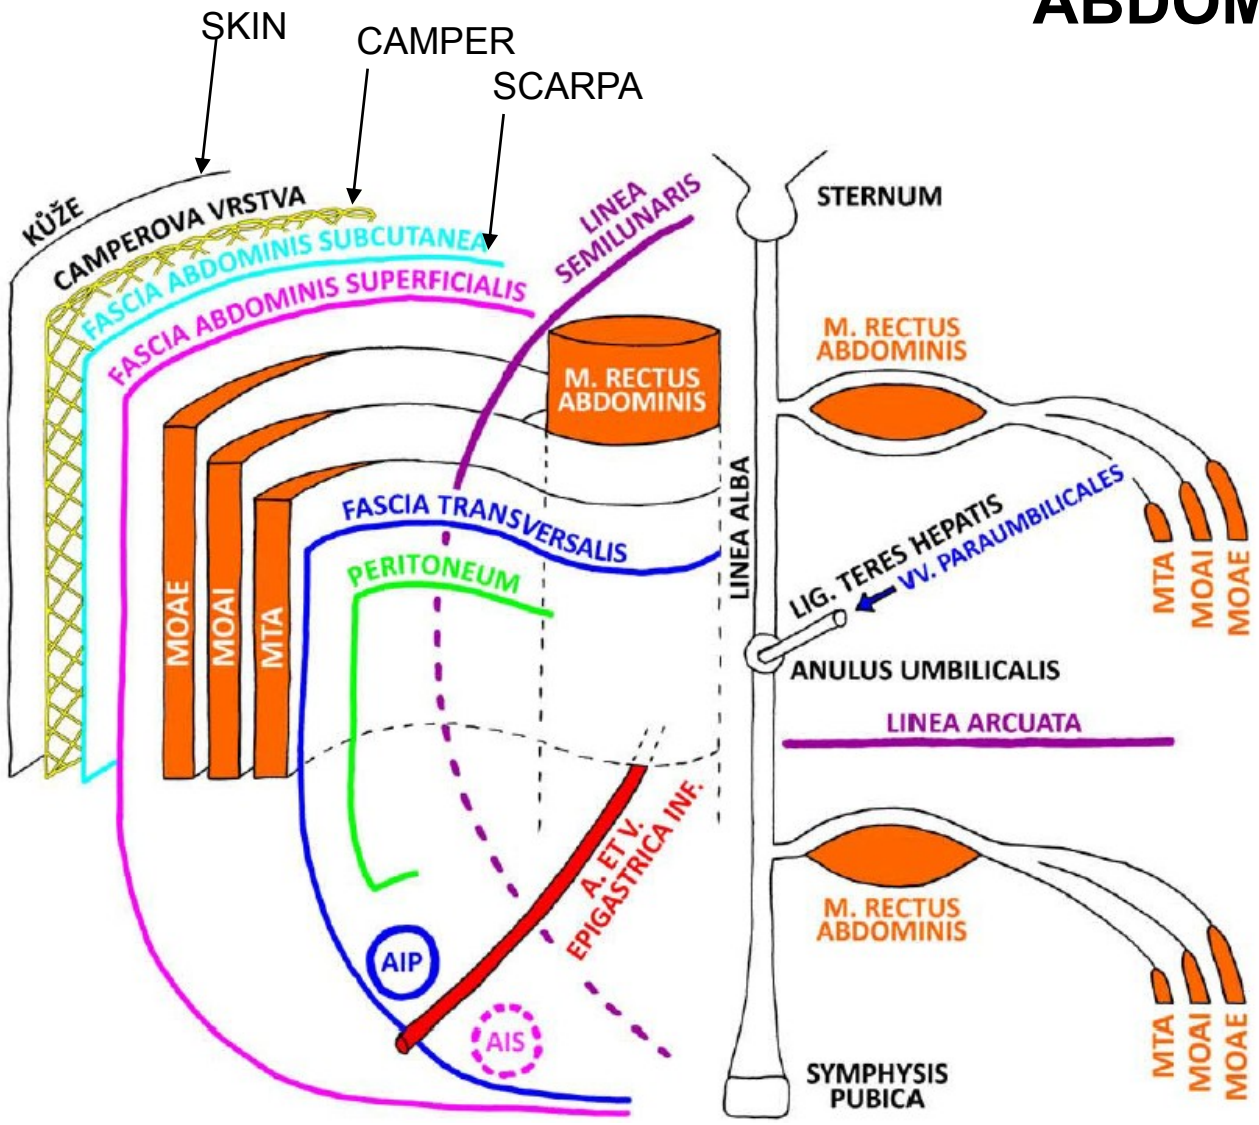 ABDOM
SKIN
CAMPER
SCARPA
KŮŽE
CAMPEROVA VRSTVA
FASCIA ABDOMINIS SUBCUTANEA
FASCIA ABDOMINIS SUPERFICIALIS
LINEA
SEMILUNARIS
STERNUM
M. RECTUS
ABDOMINIS
M. RECTUS
ABDOMINIS
LINEA ALBA
FASCIA TRANSVERSALIS
PERITONEUM
MOAE
MOAI
MTA
LIG. TERES HEPATIS
VV. PARAUMBILICALES
MTA
MOAI
MOAE
ANULUS UMBILICALIS
LINEA ARCUATA
A. ET V.
EPIGASTRICA INF.
AIP
AIS
M. RECTUS
ABDOMINIS
MTA
MOAI
MOAE
SYMPHYSIS
PUBICA